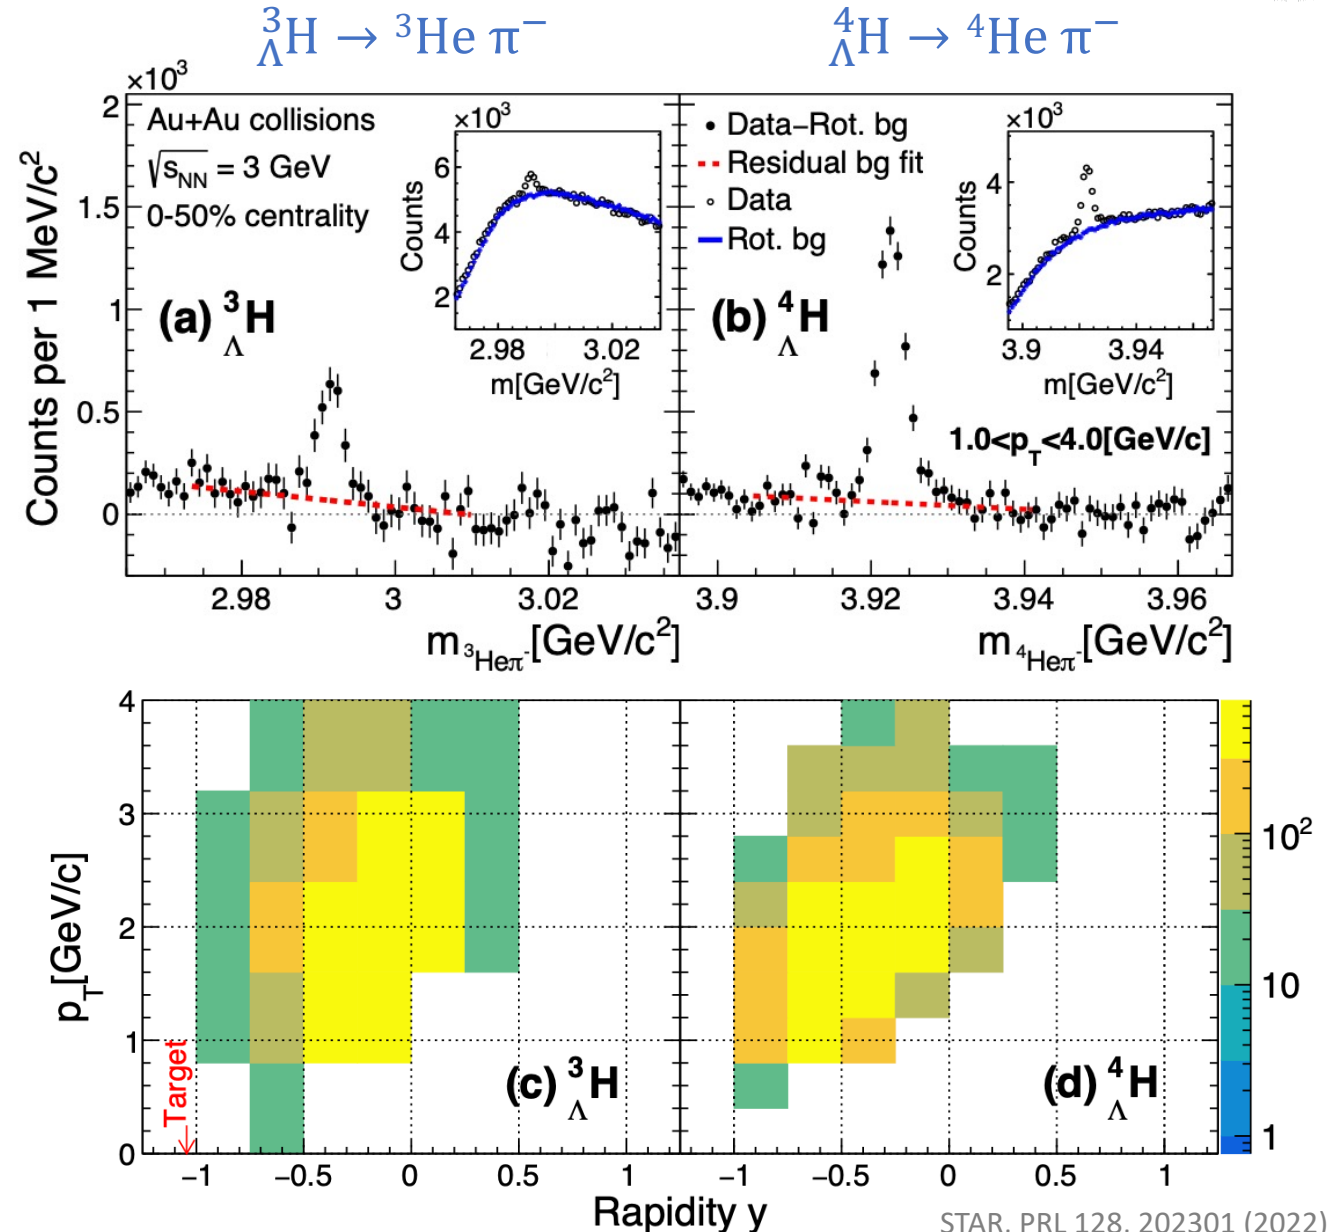 ³ΛH → ³He π⁻
⁴ΛH → ⁴He π⁻
×10³
Counts per 1 MeV/c²
2
1.5
1
0.5
0
Au+Au collisions
√sNN = 3 GeV
0-50% centrality
(a) ³ΛH
×10³
Counts
6
4
2
2.98 3.02
m[GeV/c²]
Data−Rot. bg
Residual bg fit
Data
Rot. bg
(b) ⁴ΛH
×10³
Counts
4
2
3.9 3.94
m[GeV/c²]
1.0<pT<4.0[GeV/c]
2.98 3 3.02
3.9 3.92 3.94 3.96
m³Heπ⁻[GeV/c²]
m⁴Heπ⁻[GeV/c²]
pT[GeV/c]
4
3
2
1
0
Target
(c) ³ΛH
(d) ⁴ΛH
10²
10
1
−1 −0.5 0 0.5 1
−1 −0.5 0 0.5 1
Rapidity y
STAR, PRL 128, 202301 (2022)